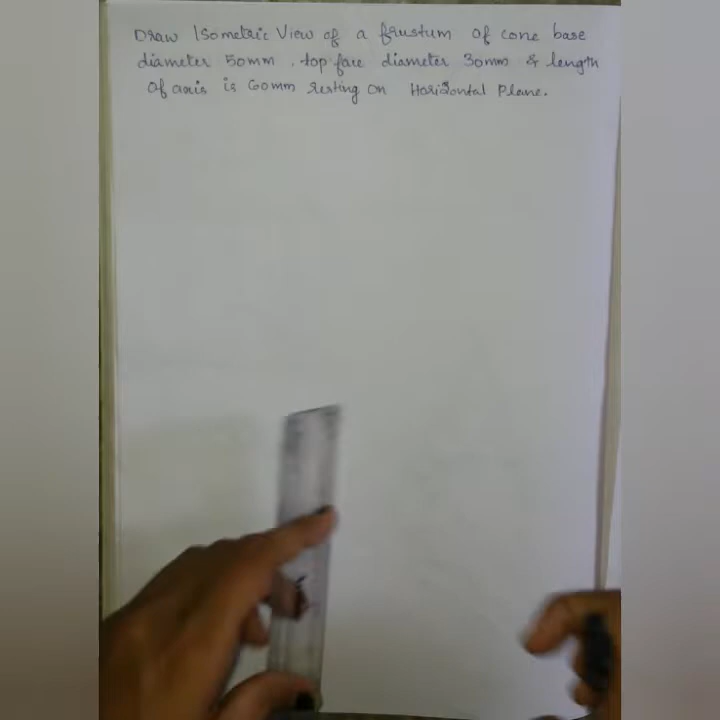 Draw Isometric View of a frustum of cone base
diameter 50mm, top face diameter 30mm & length
of axis is 60mm resting on Horizontal Plane.